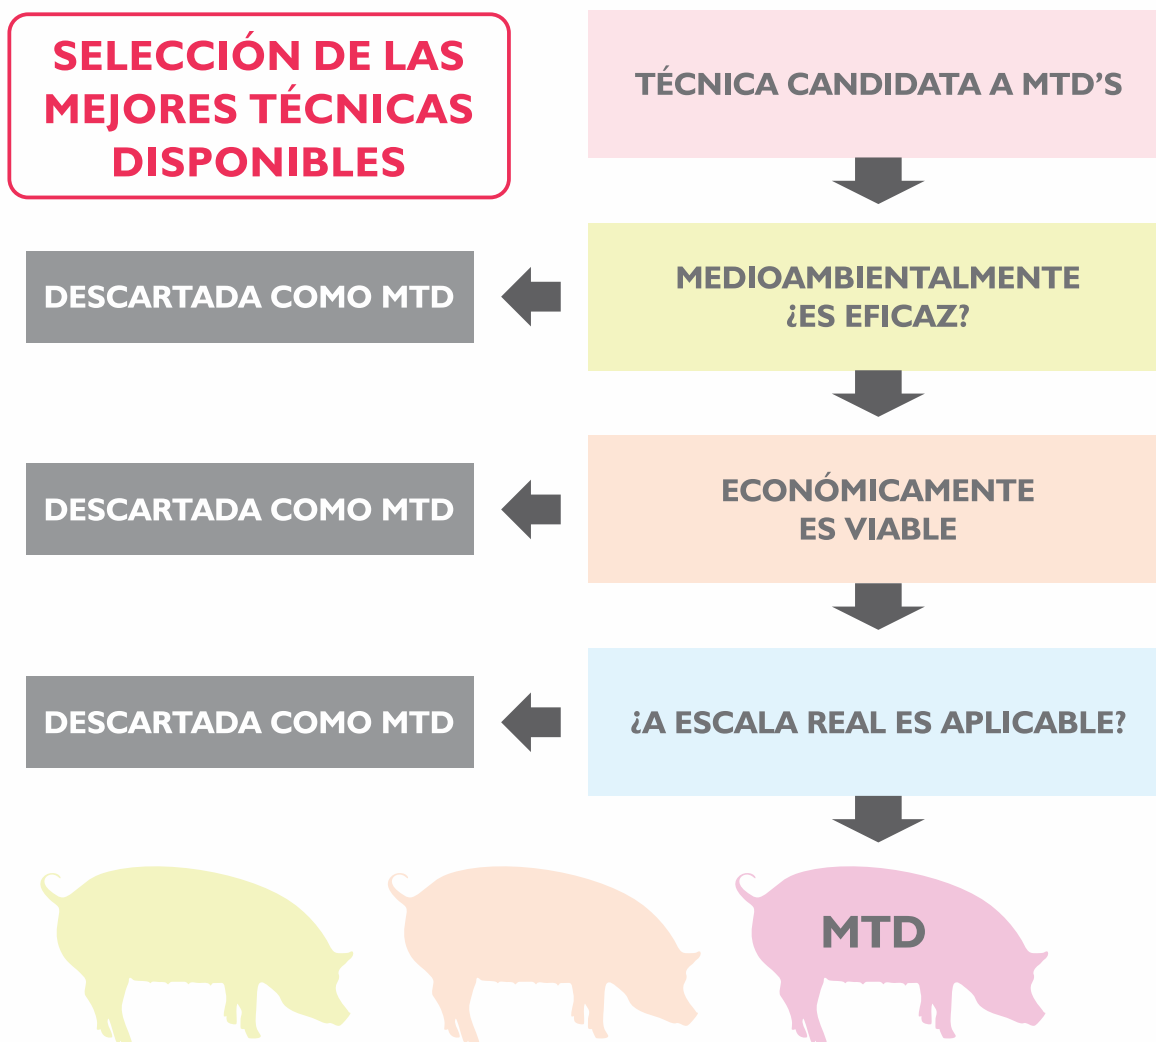 SELECCIÓN DE LAS
MEJORES TÉCNICAS
DISPONIBLES
TÉCNICA CANDIDATA A MTD'S
MEDIOAMBIENTALMENTE
¿ES EFICAZ?
DESCARTADA COMO MTD
ECONÓMICAMENTE
ES VIABLE
DESCARTADA COMO MTD
¿A ESCALA REAL ES APLICABLE?
DESCARTADA COMO MTD
MTD